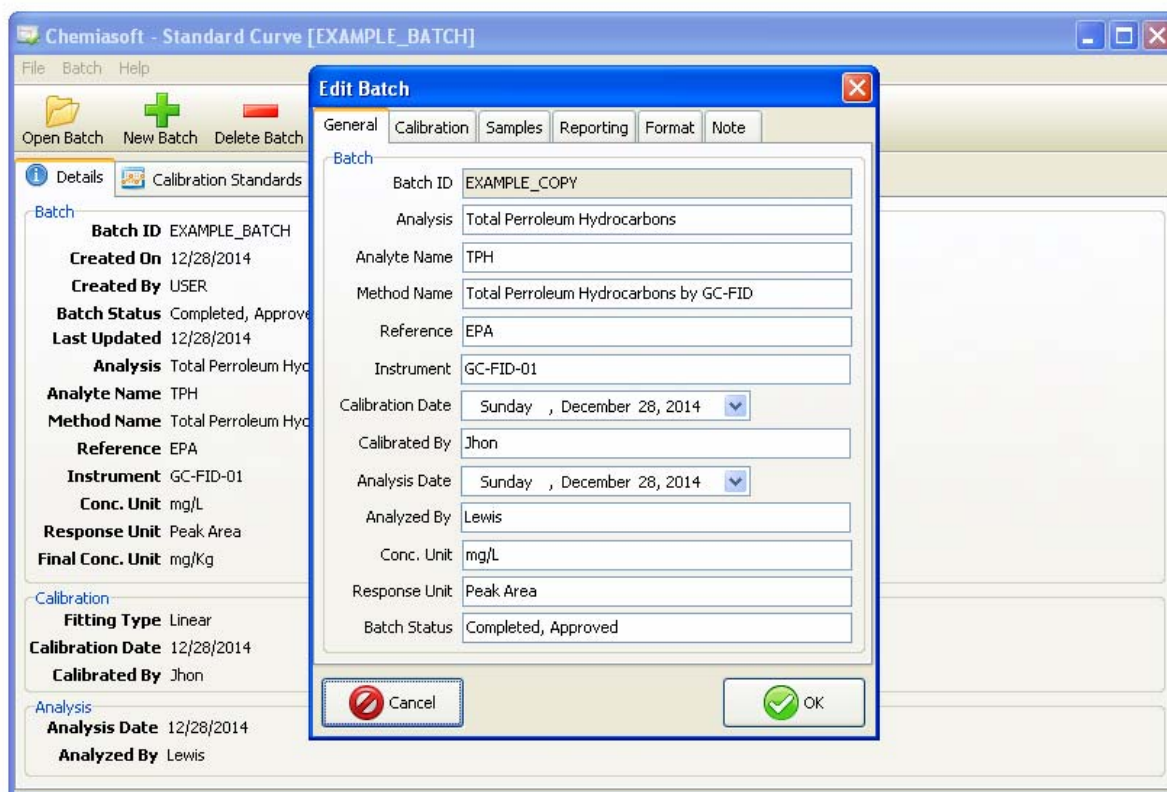 Chemiasoft - Standard Curve [EXAMPLE_BATCH]
File Batch Help
Open Batch New Batch Delete Batch
Details Calibration Standards
Batch
Batch ID EXAMPLE_BATCH
Created On 12/28/2014
Created By USER
Batch Status Completed, Approve
Last Updated 12/28/2014
Analysis Total Perroleum Hyd
Analyte Name TPH
Method Name Total Perroleum Hyd
Reference EPA
Instrument GC-FID-01
Conc. Unit mg/L
Response Unit Peak Area
Final Conc. Unit mg/Kg
Calibration
Fitting Type Linear
Calibration Date 12/28/2014
Calibrated By Jhon
Analysis
Analysis Date 12/28/2014
Analyzed By Lewis
Edit Batch
General Calibration Samples Reporting Format Note
Batch
Batch ID EXAMPLE_COPY
Analysis Total Perroleum Hydrocarbons
Analyte Name TPH
Method Name Total Perroleum Hydrocarbons by GC-FID
Reference EPA
Instrument GC-FID-01
Calibration Date Sunday , December 28, 2014
Calibrated By Jhon
Analysis Date Sunday , December 28, 2014
Analyzed By Lewis
Conc. Unit mg/L
Response Unit Peak Area
Batch Status Completed, Approved
Cancel OK